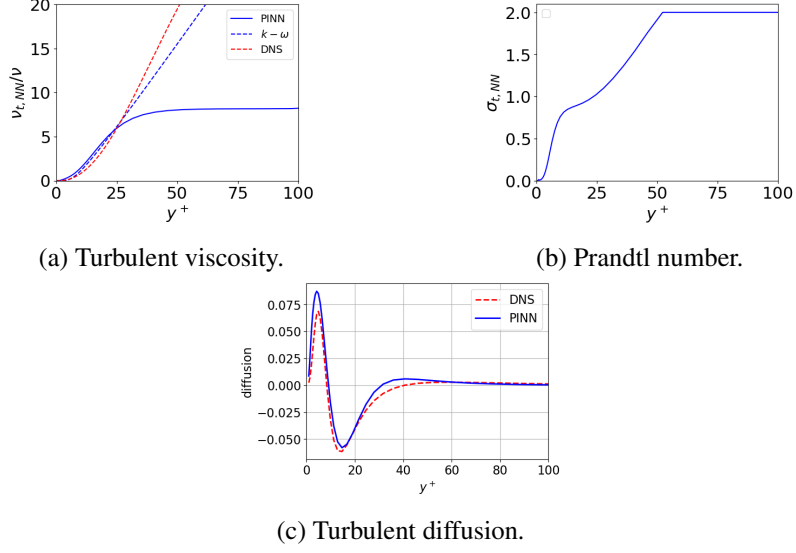 20
15
10
5
0
ν_{t, NN}/ν
PINN
k − ω
DNS
0 25 50 75 100
y^+
(a) Turbulent viscosity.
2.0
1.5
1.0
0.5
0.0
σ_{t, NN}
0 25 50 75 100
y^+
(b) Prandtl number.
0.075
0.050
0.025
0.000
−0.025
−0.050
diffusion
DNS
PINN
0 20 40 60 80 100
y^+
(c) Turbulent diffusion.